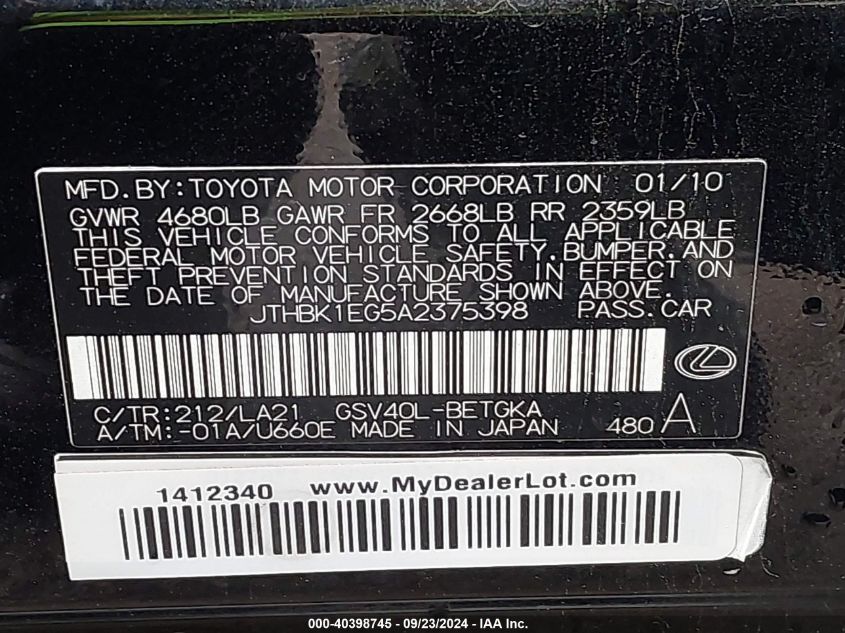 MFD.BY:TOYOTA MOTOR CORPORATION 01/10
GVWR 4680LB GAWR FR 2668LB RR 2359LB
THIS VEHICLE CONFORMS TO ALL APPLICABLE
FEDERAL MOTOR VEHICLE SAFETY,BUMPER,AND
THEFT PREVENTION STANDARDS IN EFFECT ON
THE DATE OF MANUFACTURE SHOWN ABOVE.
JTHBK1EG5A2375398 PASS.CAR
C/TR:212/LA21 GSV40L-BETGKA
A/TM:-01A/U660E MADE IN JAPAN 480 A
1412340 www.MyDealerLot.com
000-40398745 - 09/23/2024 - IAA Inc.